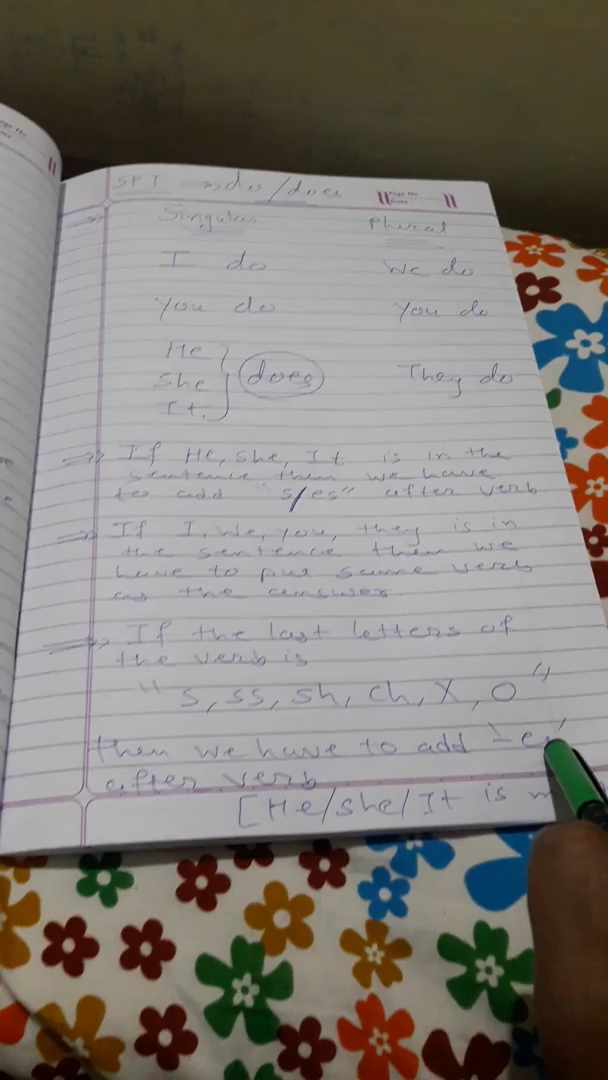 SPT → do/does
Page No
Date
Singular Plural
I do We do
You do You do
He
She does They do
It.
⇒ If He, she, It is in the
sentence then we have
to add "s/es" after verb
⇒ If I, We, you, they is in
the sentence then we
have to put same verb
as the answer
⇒ If the last letters of
the verb is
"s, ss, sh, ch, x, o"
then we have to add
after verb
[He/she/It is